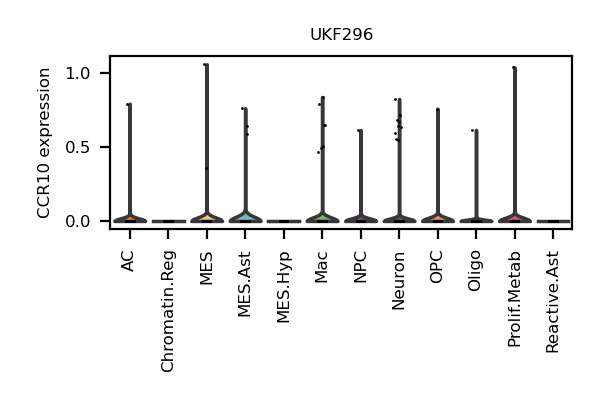 UKF296
CCR10 expression
1.0
0.5
0.0
AC
Chromatin.Reg
MES
MES.Ast
MES.Hyp
Mac
NPC
Neuron
OPC
Oligo
Prolif.Metab
Reactive.Ast